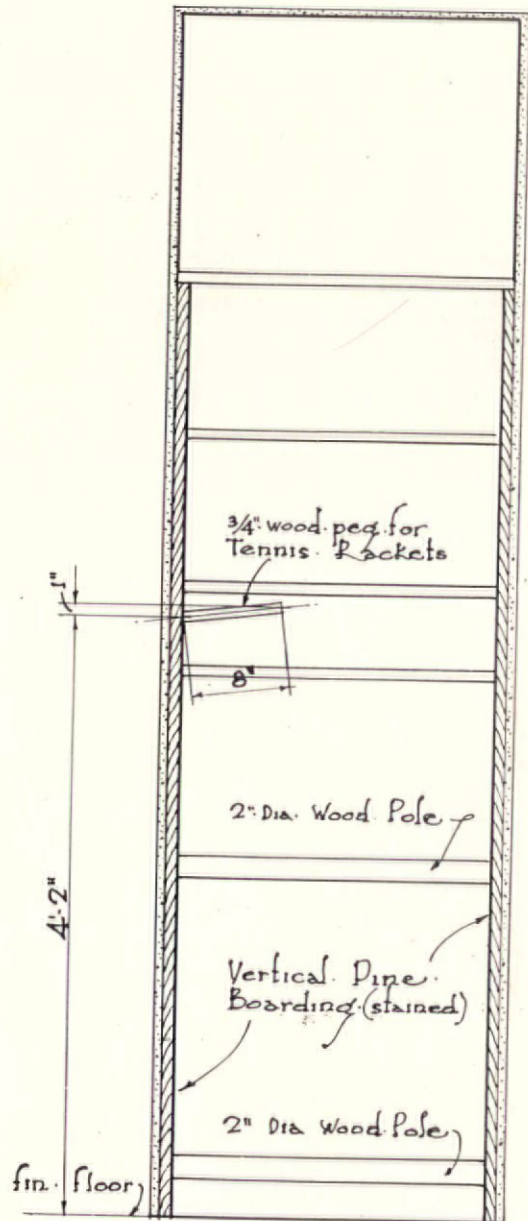 3/4" wood peg for
Tennis Rackets
1"
8"
2" Dia. Wood Pole
4'-2"
Vertical Pine
Boarding (stained)
2" Dia Wood Pole
fin. floor